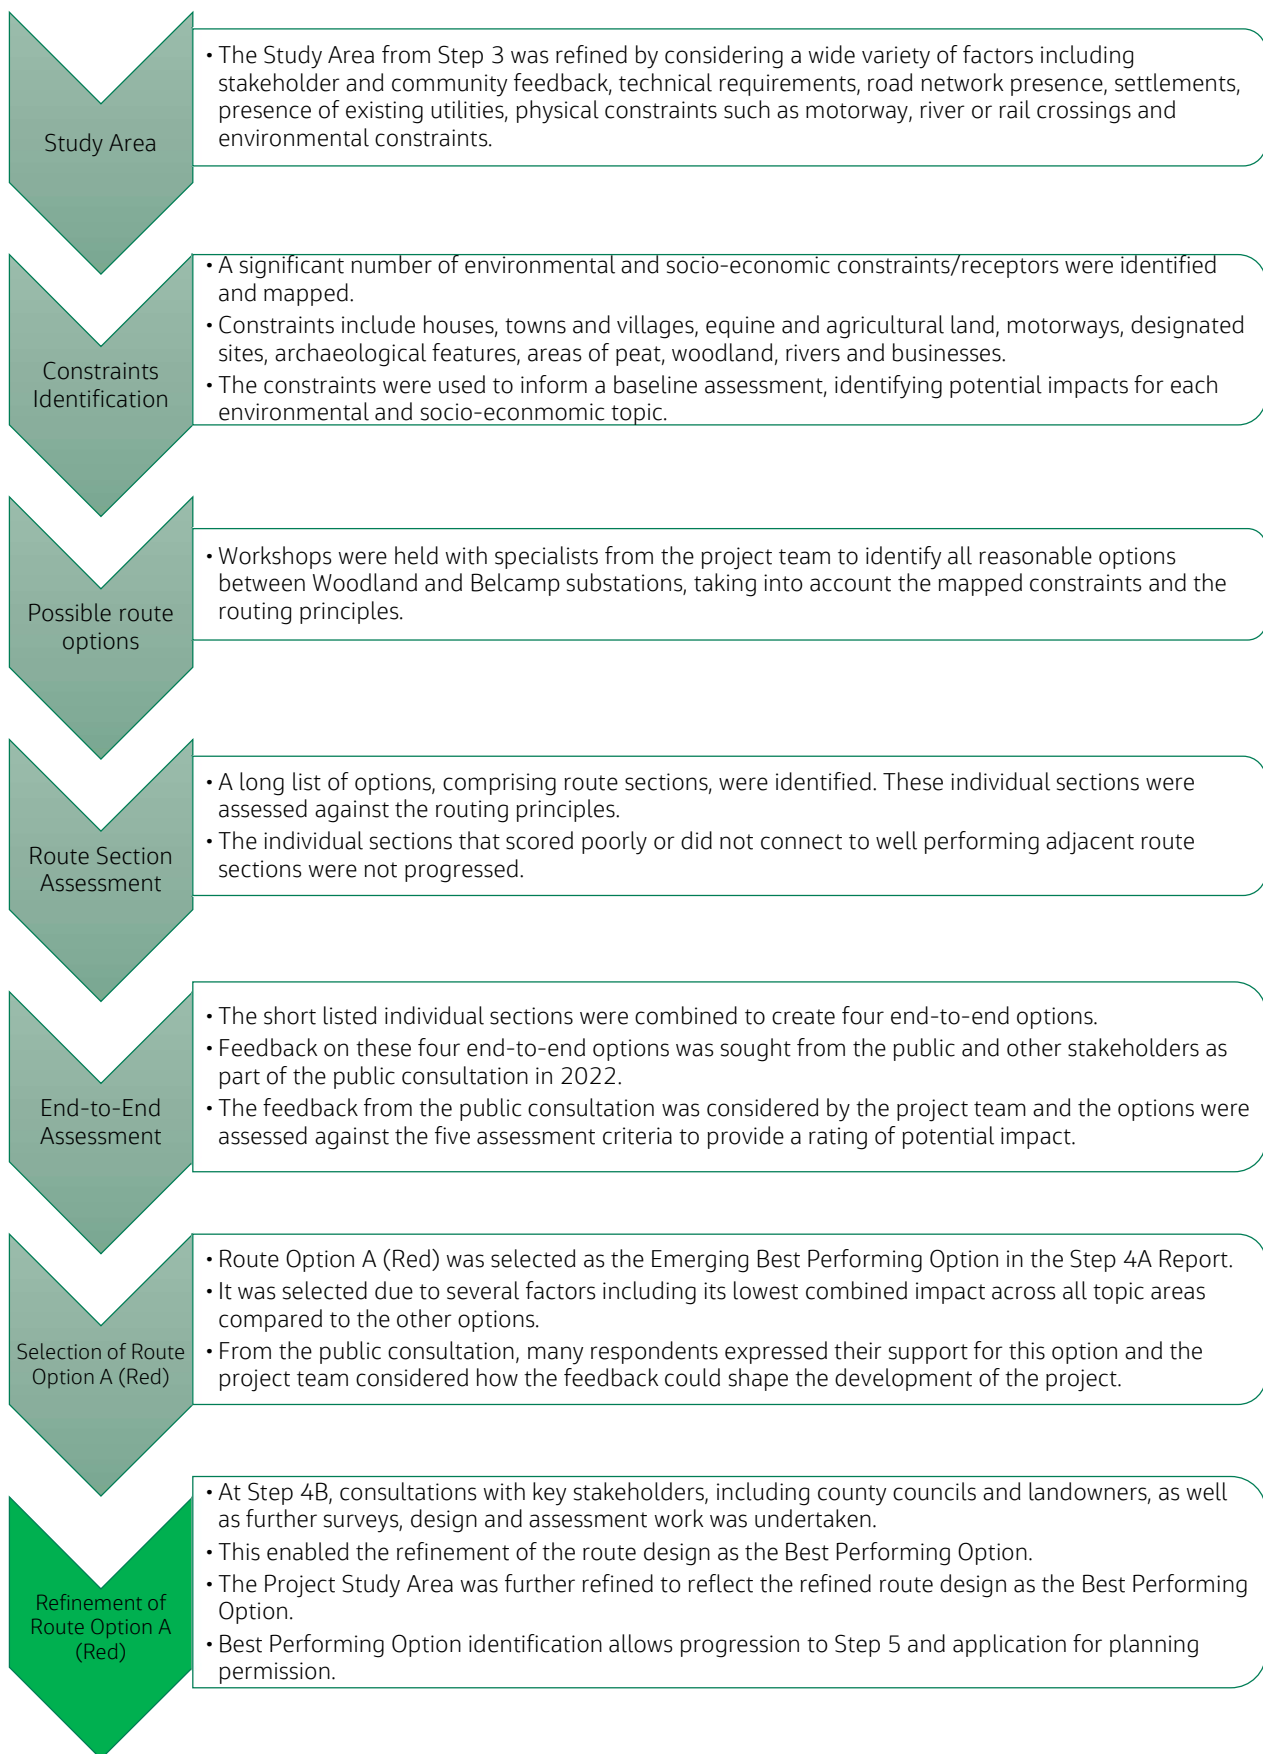 Study Area
• The Study Area from Step 3 was refined by considering a wide variety of factors including
stakeholder and community feedback, technical requirements, road network presence, settlements,
presence of existing utilities, physical constraints such as motorway, river or rail crossings and
environmental constraints.
Constraints
Identification
• A significant number of environmental and socio-economic constraints/receptors were identified
and mapped.
• Constraints include houses, towns and villages, equine and agricultural land, motorways, designated
sites, archaeological features, areas of peat, woodland, rivers and businesses.
• The constraints were used to inform a baseline assessment, identifying potential impacts for each
environmental and socio-econmomic topic.
Possible route
options
• Workshops were held with specialists from the project team to identify all reasonable options
between Woodland and Belcamp substations, taking into account the mapped constraints and the
routing principles.
Route Section
Assessment
• A long list of options, comprising route sections, were identified. These individual sections were
assessed against the routing principles.
• The individual sections that scored poorly or did not connect to well performing adjacent route
sections were not progressed.
End-to-End
Assessment
• The short listed individual sections were combined to create four end-to-end options.
• Feedback on these four end-to-end options was sought from the public and other stakeholders as
part of the public consultation in 2022.
• The feedback from the public consultation was considered by the project team and the options were
assessed against the five assessment criteria to provide a rating of potential impact.
Selection of Route
Option A (Red)
• Route Option A (Red) was selected as the Emerging Best Performing Option in the Step 4A Report.
• It was selected due to several factors including its lowest combined impact across all topic areas
compared to the other options.
• From the public consultation, many respondents expressed their support for this option and the
project team considered how the feedback could shape the development of the project.
Refinement of
Route Option A
(Red)
• At Step 4B, consultations with key stakeholders, including county councils and landowners, as well
as further surveys, design and assessment work was undertaken.
• This enabled the refinement of the route design as the Best Performing Option.
• The Project Study Area was further refined to reflect the refined route design as the Best Performing
Option.
• Best Performing Option identification allows progression to Step 5 and application for planning
permission.